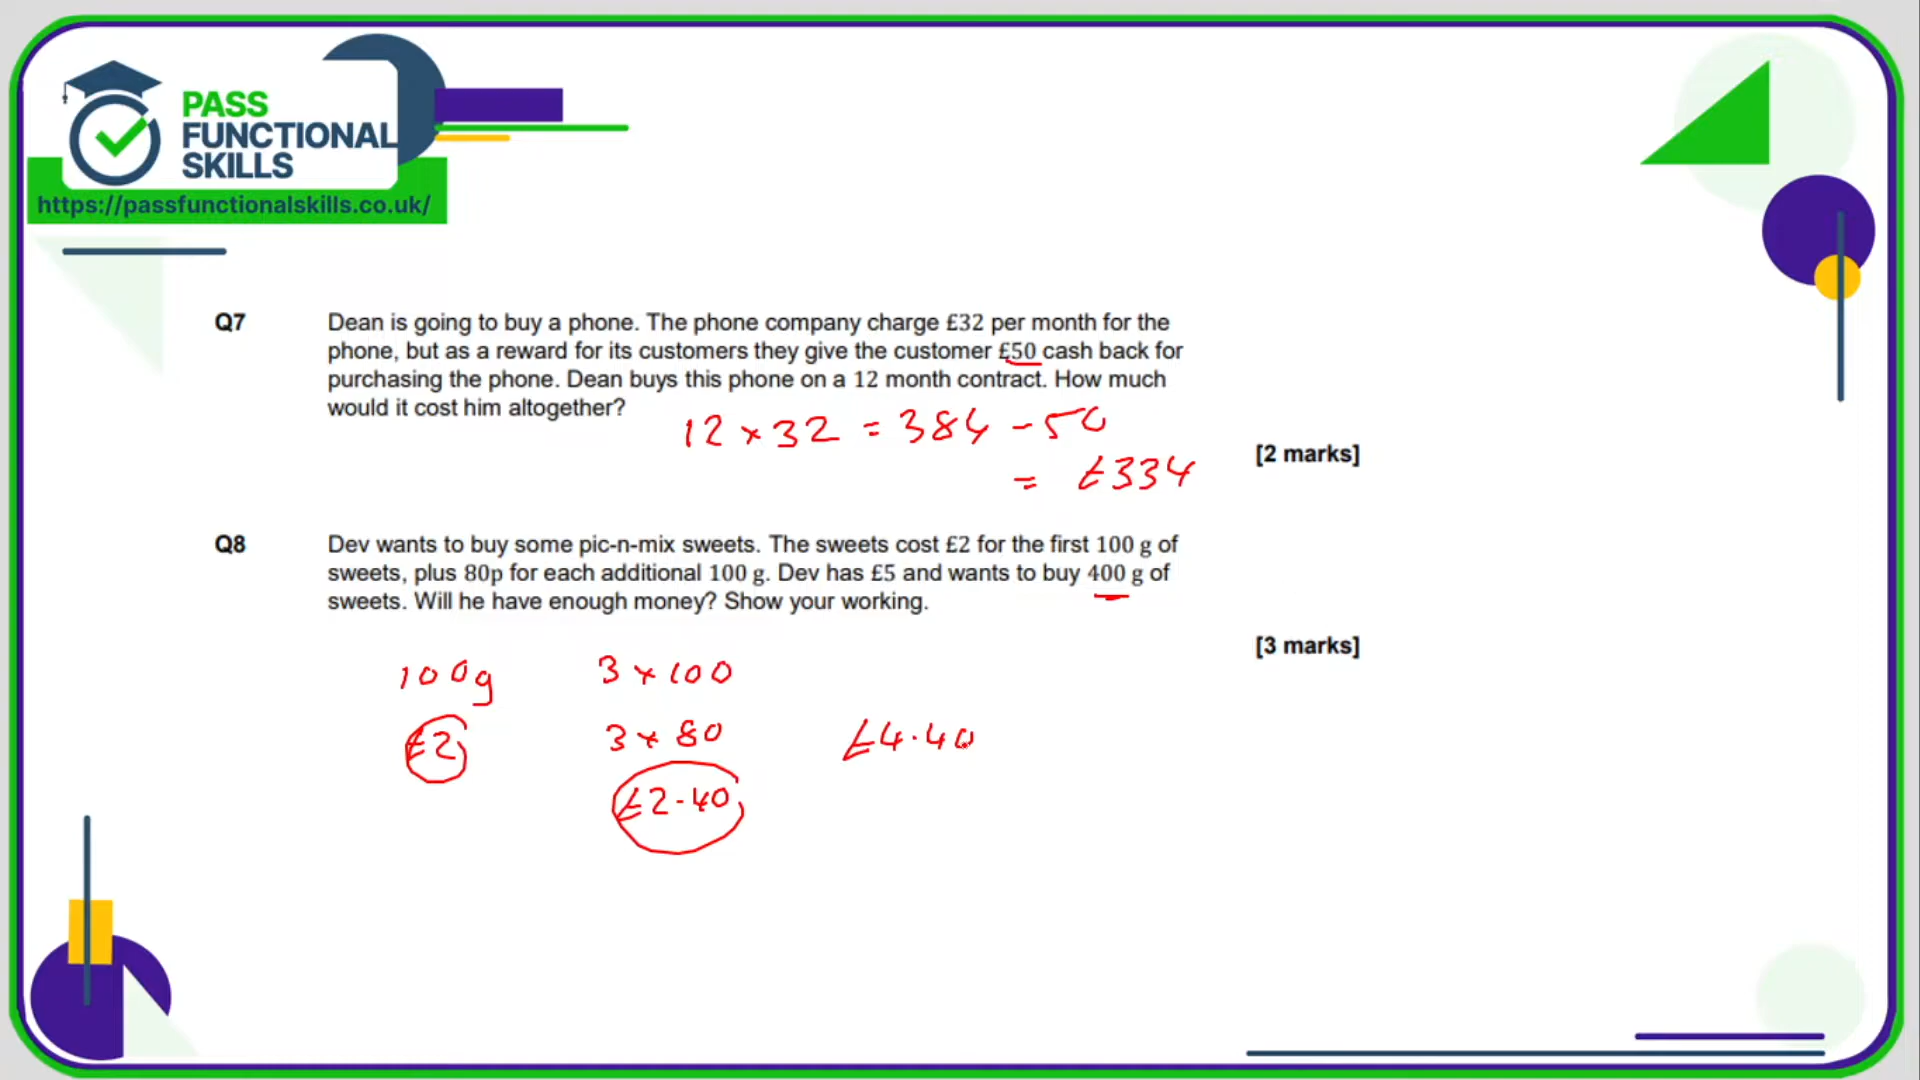 PASS
FUNCTIONAL
SKILLS
https://passfunctionalskills.co.uk/
Q7
Dean is going to buy a phone. The phone company charge £32 per month for the
phone, but as a reward for its customers they give the customer £50 cash back for
purchasing the phone. Dean buys this phone on a 12 month contract. How much
would it cost him altogether?
12 × 32 = 384 - 50
= £334
[2 marks]
Q8
Dev wants to buy some pic-n-mix sweets. The sweets cost £2 for the first 100 g of
sweets, plus 80p for each additional 100 g. Dev has £5 and wants to buy 400 g of
sweets. Will he have enough money? Show your working.
[3 marks]
100g 3 × 100
£2 3 × 80 £4.40
£2.40